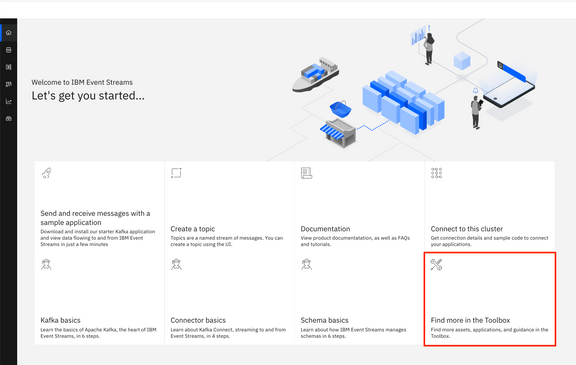 Welcome to IBM Event Streams
Let's get you started...
Send and receive messages with a
sample application
Download and install our starter Kafka application
and view data flowing to and from IBM Event
Streams in just a few minutes
Create a topic
Topics are a named stream of messages. You can
create a topic using the UI.
Documentation
View product documentatation, as well as FAQs
and tutorials.
Connect to this cluster
Get connection details and sample code to connect
your applications.
Kafka basics
Learn the basics of Apache Kafka, the heart of IBM
Event Streams, in 6 steps.
Connector basics
Learn about Kafka Connect, streaming to and from
Event Streams, in 4 steps.
Schema basics
Learn about how IBM Event Streams manages
schemas in 6 steps.
Find more in the Toolbox
Find more assets, applications, and guidance in the
Toolbox.